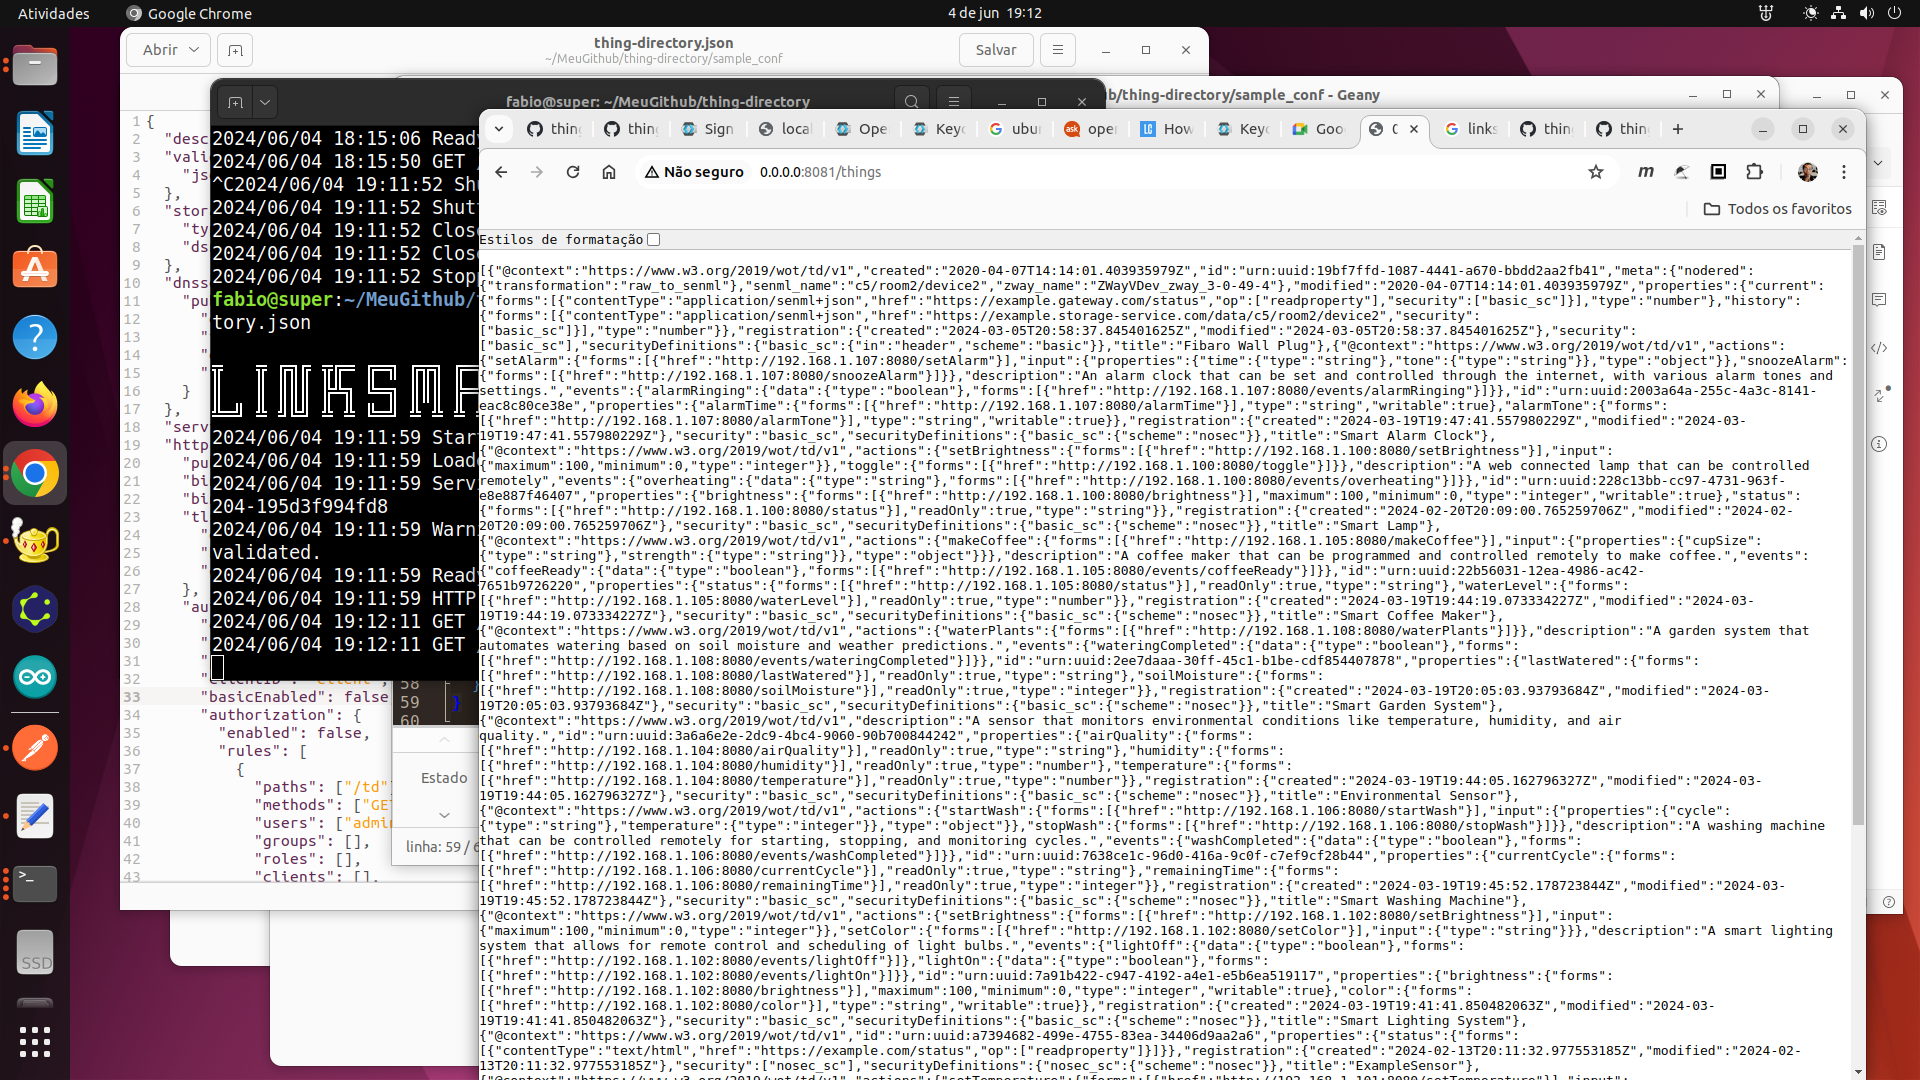 Atividades
Google Chrome
4 de jun 19:12
Abrir
thing-directory.json
~/MeuGithub/thing-directory/sample_conf
Salvar
fabio@super: ~/MeuGithub/thing-directory
b/thing-directory/sample_conf - Geany
1 {
2 "desc
3 "vali
4 "js
5 },
6 "stor
7 "ty
8 "ds
9 },
10 "dnss
11 "pu
12 "
13 "
14 "
15 "
16 }
17 },
18 "serv
19 "http
20 "pu
21 "bi
22 "bi
23 "tl
24 "
25 "
26 "
27 },
28 "au
29 "
30 "
31 "
32
33 "basicEnabled": false
34 "authorization": {
35 "enabled": false,
36 "rules": [
37 {
38 "paths": ["/td"
39 "methods": ["GET
40 "users": ["admi
41 "groups": [],
42 "roles": [],
43 "clients": [],
2024/06/04 18:15:06 Ready
2024/06/04 18:15:50 GET
^C2024/06/04 19:11:52 Shu
2024/06/04 19:11:52 Shutt
2024/06/04 19:11:52 Close
2024/06/04 19:11:52 Close
2024/06/04 19:11:52 Stop
fabio@super:~/MeuGithub/
tory.json
LINKSMA
2024/06/04 19:11:59 Star
2024/06/04 19:11:59 Load
2024/06/04 19:11:59 Serv
204-195d3f994fd8
2024/06/04 19:11:59 Warn
validated.
2024/06/04 19:11:59 Read
2024/06/04 19:11:59 HTTP
2024/06/04 19:12:11 GET
2024/06/04 19:12:11 GET
58
59 }
60
Estado
linha: 59 / 6
thin
thin
Sign
loca
Ope
Keyc
ubu
ask
ope
How
Keyc
Goo
links
thin
thin
Não seguro
0.0.0.0:8081/things
Todos os favoritos
Estilos de formatação
[{"@context":"https://www.w3.org/2019/wot/td/v1","created":"2020-04-07T14:14:01.403935979Z","id":"urn:uuid:19bf7ffd-1087-4441-a670-bbdd2aa2fb41","meta":{"nodered":
{"transformation":"raw_to_senml"},"senml_name":"c5/room2/device2","zway_name":"ZWayVDev_zway_3-0-49-4"},"modified":"2020-04-07T14:14:01.403935979Z","properties":{"current":
{"forms":[{"contentType":"application/senml+json","href":"https://example.gateway.com/status","op":["readproperty"],"security":["basic_sc"]}],"type":"number"},"history":
{"forms":[{"contentType":"application/senml+json","href":"https://example.storage-service.com/data/c5/room2/device2","security":
["basic_sc"]}],"type":"number"}},"registration":{"created":"2024-03-05T20:58:37.845401625Z","modified":"2024-03-05T20:58:37.845401625Z"},"security":
["basic_sc"],"securityDefinitions":{"basic_sc":{"in":"header","scheme":"basic"}},"title":"Fibaro Wall Plug"},{"@context":"https://www.w3.org/2019/wot/td/v1","actions":
{"setAlarm":{"forms":[{"href":"http://192.168.1.107:8080/setAlarm"}],"input":{"properties":{"time":{"type":"string"},"tone":{"type":"string"}},"type":"object"}},"snoozeAlarm":
{"forms":[{"href":"http://192.168.1.107:8080/snoozeAlarm"}]}},"description":"An alarm clock that can be set and controlled through the internet, with various alarm tones and
settings.","events":{"alarmRinging":{"data":{"type":"boolean"},"forms":[{"href":"http://192.168.1.107:8080/events/alarmRinging"}]}},"id":"urn:uuid:2003a64a-255c-4a3c-8141-
eac8c80ce38e","properties":{"alarmTime":{"forms":[{"href":"http://192.168.1.107:8080/alarmTime"}],"type":"string","writable":true},"alarmTone":{"forms":
[{"href":"http://192.168.1.107:8080/alarmTone"}],"type":"string","writable":true}},"registration":{"created":"2024-03-19T19:47:41.557980229Z","modified":"2024-03-
19T19:47:41.557980229Z"},"security":"basic_sc","securityDefinitions":{"basic_sc":{"scheme":"nosec"}},"title":"Smart Alarm Clock"},
{"@context":"https://www.w3.org/2019/wot/td/v1","actions":{"setBrightness":{"forms":[{"href":"http://192.168.1.100:8080/setBrightness"}],"input":
{"maximum":100,"minimum":0,"type":"integer"}},"toggle":{"forms":[{"href":"http://192.168.1.100:8080/toggle"}]}},"description":"A web connected lamp that can be controlled
remotely","events":{"overheating":{"data":{"type":"string"},"forms":[{"href":"http://192.168.1.100:8080/events/overheating"}]}},"id":"urn:uuid:228c13bb-cc97-4731-963f-
e8e887f46407","properties":{"brightness":{"forms":[{"href":"http://192.168.1.100:8080/brightness"}],"maximum":100,"minimum":0,"type":"integer","writable":true},"status":
{"forms":[{"href":"http://192.168.1.100:8080/status"}],"readOnly":true,"type":"string"}},"registration":{"created":"2024-02-20T20:09:00.765259706Z","modified":"2024-02-
20T20:09:00.765259706Z"},"security":"basic_sc","securityDefinitions":{"basic_sc":{"scheme":"nosec"}},"title":"Smart Lamp"},
{"@context":"https://www.w3.org/2019/wot/td/v1","actions":{"makeCoffee":{"forms":[{"href":"http://192.168.1.105:8080/makeCoffee"}],"input":{"properties":{"cupSize":
{"type":"string"},"strength":{"type":"string"}},"type":"object"}}},"description":"A coffee maker that can be programmed and controlled remotely to make coffee.","events":
{"coffeeReady":{"data":{"type":"boolean"},"forms":[{"href":"http://192.168.1.105:8080/events/coffeeReady"}]}},"id":"urn:uuid:22b56031-12ea-4986-ac42-
7651b9726220","properties":{"status":{"forms":[{"href":"http://192.168.1.105:8080/status"}],"readOnly":true,"type":"string"},"waterLevel":{"forms":
[{"href":"http://192.168.1.105:8080/waterLevel"}],"readOnly":true,"type":"number"}},"registration":{"created":"2024-03-19T19:44:19.073334227Z","modified":"2024-03-
19T19:44:19.073334227Z"},"security":"basic_sc","securityDefinitions":{"basic_sc":{"scheme":"nosec"}},"title":"Smart Coffee Maker"},
{"@context":"https://www.w3.org/2019/wot/td/v1","actions":{"waterPlants":{"forms":[{"href":"http://192.168.1.108:8080/waterPlants"}]}},"description":"A garden system that
automates watering based on soil moisture and weather predictions.","events":{"wateringCompleted":{"data":{"type":"boolean"},"forms":
[{"href":"http://192.168.1.108:8080/events/wateringCompleted"}]}},"id":"urn:uuid:2ee7daaa-30ff-45c1-b1be-cdf854407878","properties":{"lastWatered":{"forms":
[{"href":"http://192.168.1.108:8080/lastWatered"}],"readOnly":true,"type":"string"},"soilMoisture":{"forms":
[{"href":"http://192.168.1.108:8080/soilMoisture"}],"readOnly":true,"type":"integer"}},"registration":{"created":"2024-03-19T20:05:03.93793684Z","modified":"2024-03-
19T20:05:03.93793684Z"},"security":"basic_sc","securityDefinitions":{"basic_sc":{"scheme":"nosec"}},"title":"Smart Garden System"},
{"@context":"https://www.w3.org/2019/wot/td/v1","description":"A sensor that monitors environmental conditions like temperature, humidity, and air
quality.","id":"urn:uuid:3a6a6e2e-2dc9-4bc4-9060-90b700844242","properties":{"airQuality":{"forms":
[{"href":"http://192.168.1.104:8080/airQuality"}],"readOnly":true,"type":"string"},"humidity":{"forms":
[{"href":"http://192.168.1.104:8080/humidity"}],"readOnly":true,"type":"number"},"temperature":{"forms":
[{"href":"http://192.168.1.104:8080/temperature"}],"readOnly":true,"type":"number"}},"registration":{"created":"2024-03-19T19:44:05.162796327Z","modified":"2024-03-
19T19:44:05.162796327Z"},"security":"basic_sc","securityDefinitions":{"basic_sc":{"scheme":"nosec"}},"title":"Environmental Sensor"},
{"@context":"https://www.w3.org/2019/wot/td/v1","actions":{"startWash":{"forms":[{"href":"http://192.168.1.106:8080/startWash"}],"input":{"properties":{"cycle":
{"type":"string"},"temperature":{"type":"integer"}},"type":"object"}},"stopWash":{"forms":[{"href":"http://192.168.1.106:8080/stopWash"}]}},"description":"A washing machine
that can be controlled remotely for starting, stopping, and monitoring cycles.","events":{"washCompleted":{"data":{"type":"boolean"},"forms":
[{"href":"http://192.168.1.106:8080/events/washCompleted"}]}},"id":"urn:uuid:7638ce1c-96d0-416a-9c0f-c7ef9cf28b44","properties":{"currentCycle":{"forms":
[{"href":"http://192.168.1.106:8080/currentCycle"}],"readOnly":true,"type":"string"},"remainingTime":{"forms":
[{"href":"http://192.168.1.106:8080/remainingTime"}],"readOnly":true,"type":"integer"}},"registration":{"created":"2024-03-19T19:45:52.178723844Z","modified":"2024-03-
19T19:45:52.178723844Z"},"security":"basic_sc","securityDefinitions":{"basic_sc":{"scheme":"nosec"}},"title":"Smart Washing Machine"},
{"@context":"https://www.w3.org/2019/wot/td/v1","actions":{"setBrightness":{"forms":[{"href":"http://192.168.1.102:8080/setBrightness"}],"input":
{"maximum":100,"minimum":0,"type":"integer"}},"setColor":{"forms":[{"href":"http://192.168.1.102:8080/setColor"}],"input":{"type":"string"}}},"description":"A smart lighting
system that allows for remote control and scheduling of light bulbs.","events":{"lightOff":{"data":{"type":"boolean"},"forms":
[{"href":"http://192.168.1.102:8080/events/lightOff"}]},"lightOn":{"data":{"type":"boolean"},"forms":
[{"href":"http://192.168.1.102:8080/events/lightOn"}]}},"id":"urn:uuid:7a91b422-c947-4192-a4e1-e5b6ea519117","properties":{"brightness":{"forms":
[{"href":"http://192.168.1.102:8080/brightness"}],"maximum":100,"minimum":0,"type":"integer","writable":true},"color":{"forms":
[{"href":"http://192.168.1.102:8080/color"}],"type":"string","writable":true}},"registration":{"created":"2024-03-19T19:41:41.850482063Z","modified":"2024-03-
19T19:41:41.850482063Z"},"security":"basic_sc","securityDefinitions":{"basic_sc":{"scheme":"nosec"}},"title":"Smart Lighting System"},
{"@context":"https://www.w3.org/2019/wot/td/v1","id":"urn:uuid:a7394682-499e-4755-83ea-34406d9aa2a6","properties":{"status":{"forms":
[{"contentType":"text/html","href":"https://example.com/status","op":["readproperty"]}]}},"registration":{"created":"2024-02-13T20:11:32.977553185Z","modified":"2024-02-
13T20:11:32.977553185Z"},"security":["nosec_sc"],"securityDefinitions":{"nosec_sc":{"scheme":"nosec"}},"title":"ExampleSensor"},
{"@context":"https://www.w3.org/2019/wot/td/v1","actions":{"setTemperature":{"forms":[{"href":"http://192.168.1.101:8080/setTemperature"}],"input":
SSD